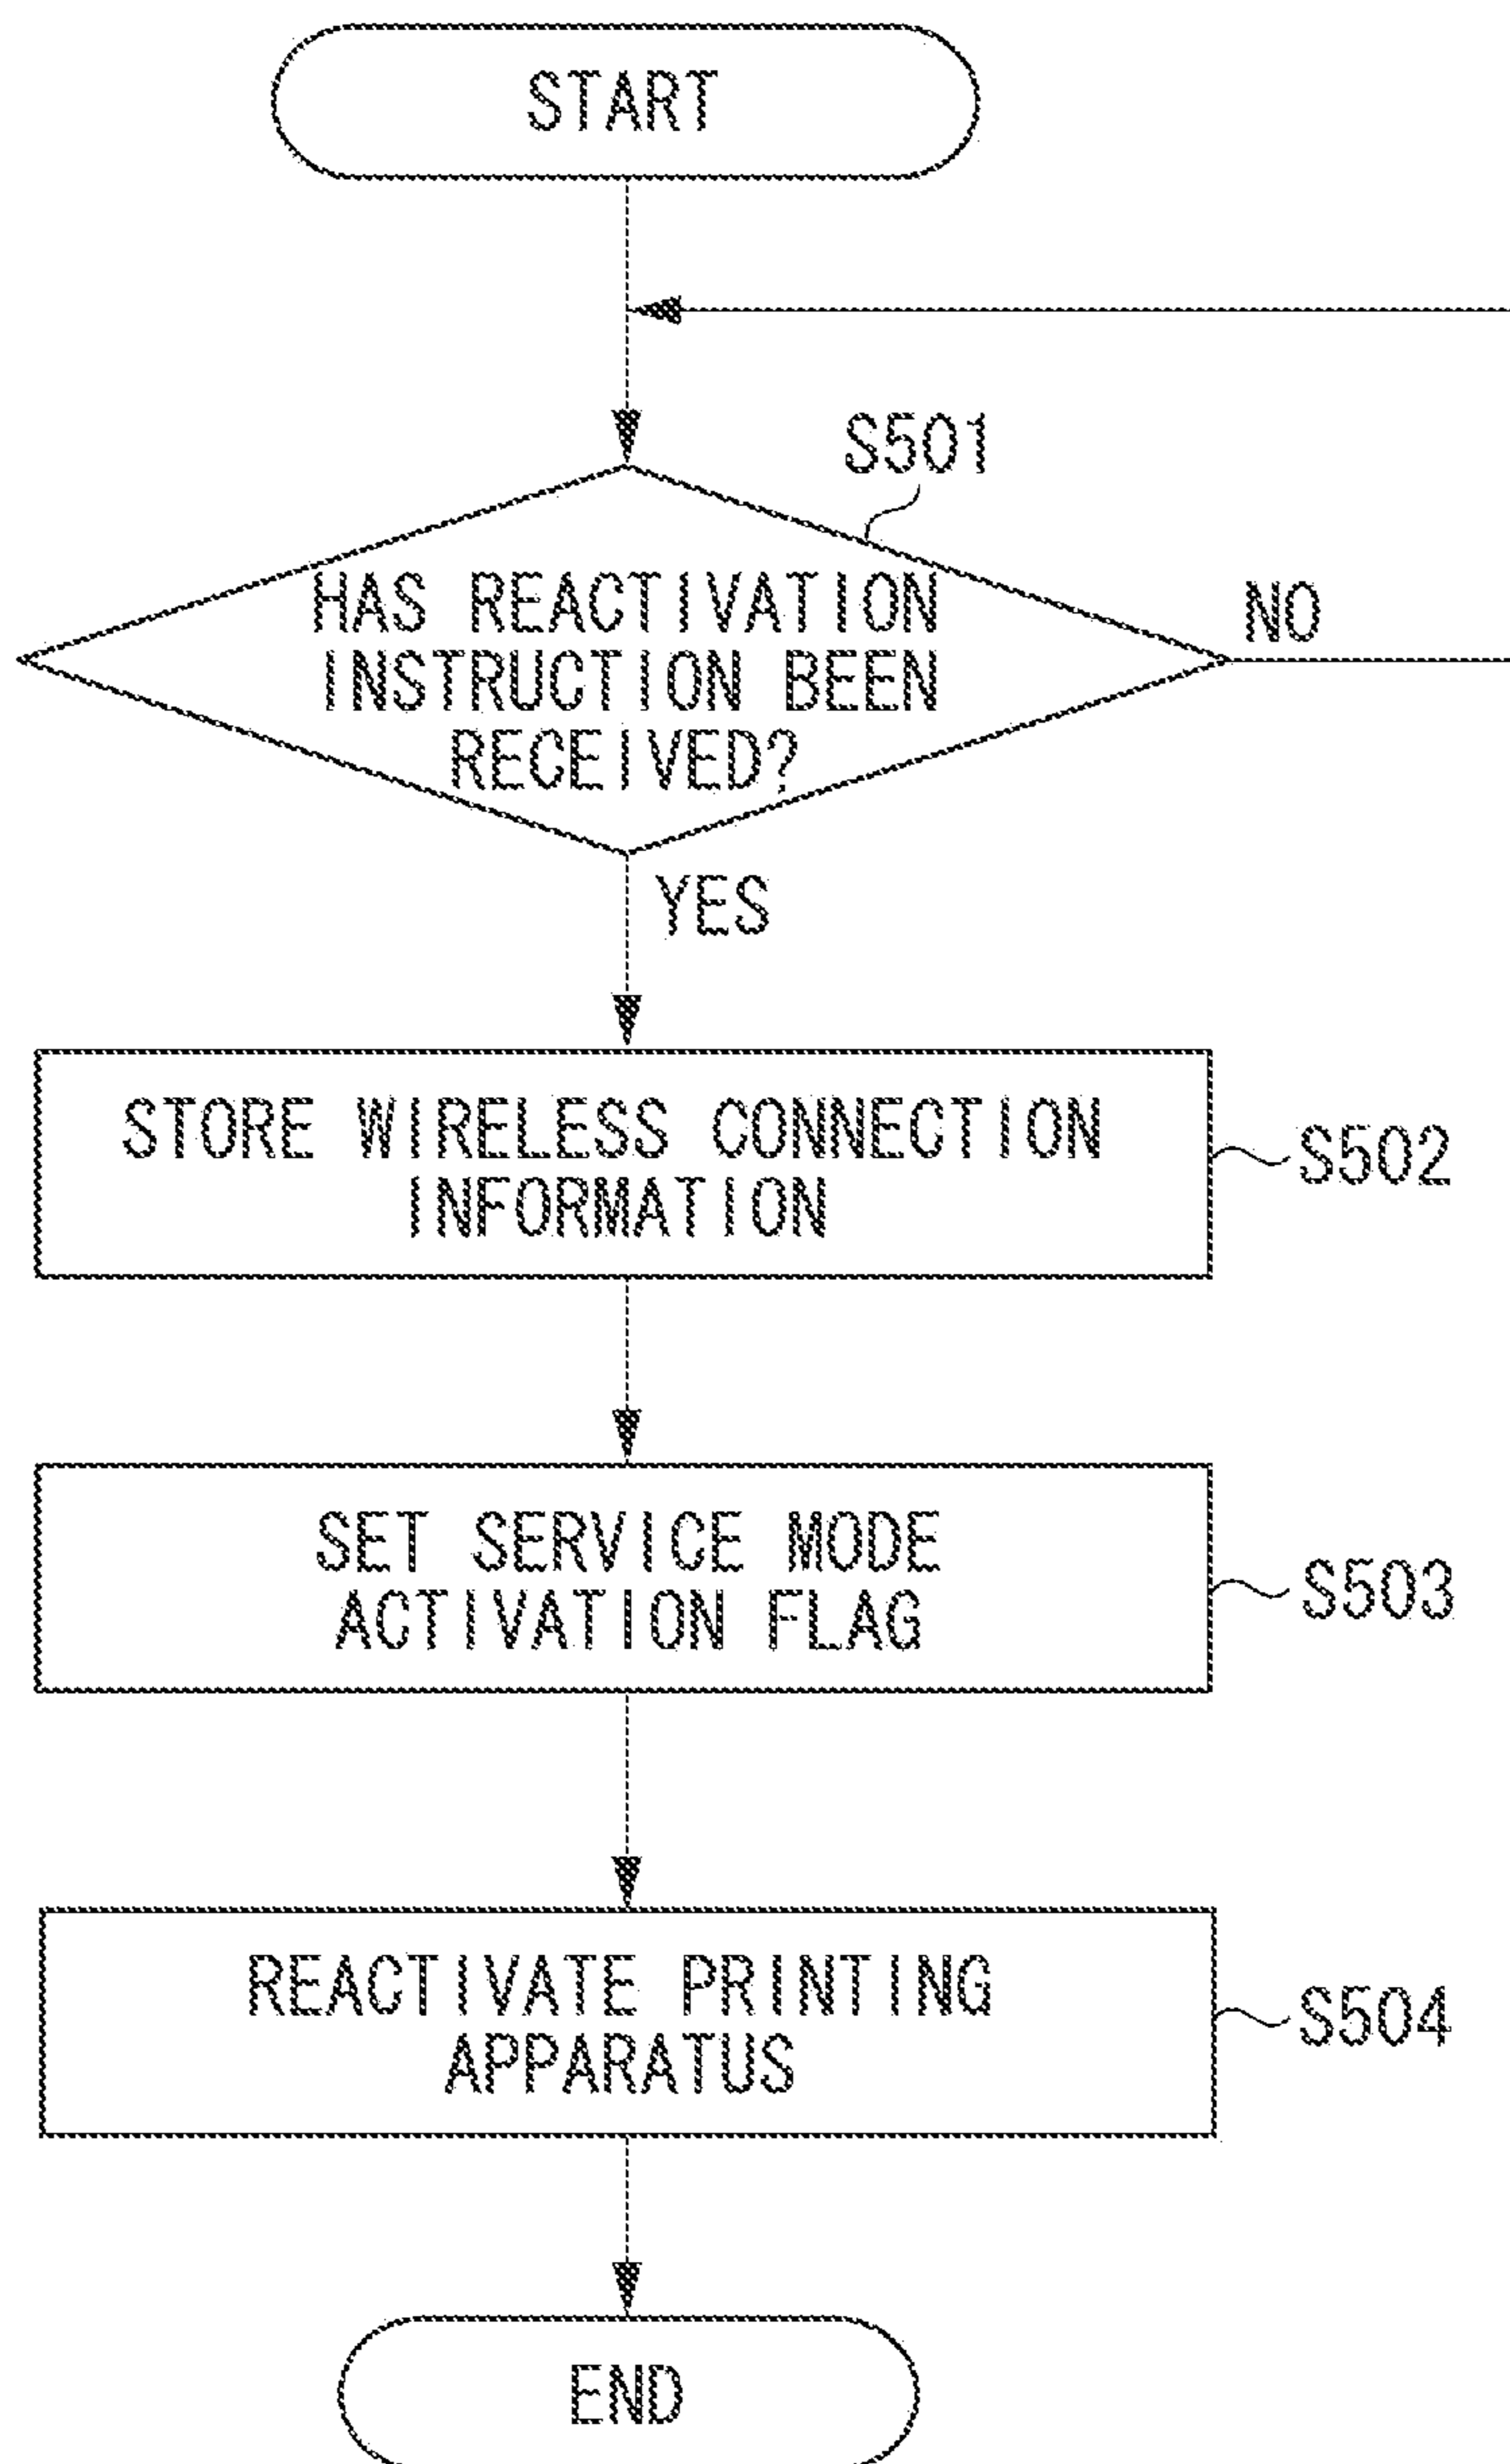 START
S501
HAS REACTIVATION
INSTRUCTION BEEN
RECEIVED?
NO
YES
STORE WIRELESS CONNECTION
INFORMATION
S502
SET SERVICE MODE
ACTIVATION FLAG
S503
REACTIVATE PRINTING
APPARATUS
S504
END